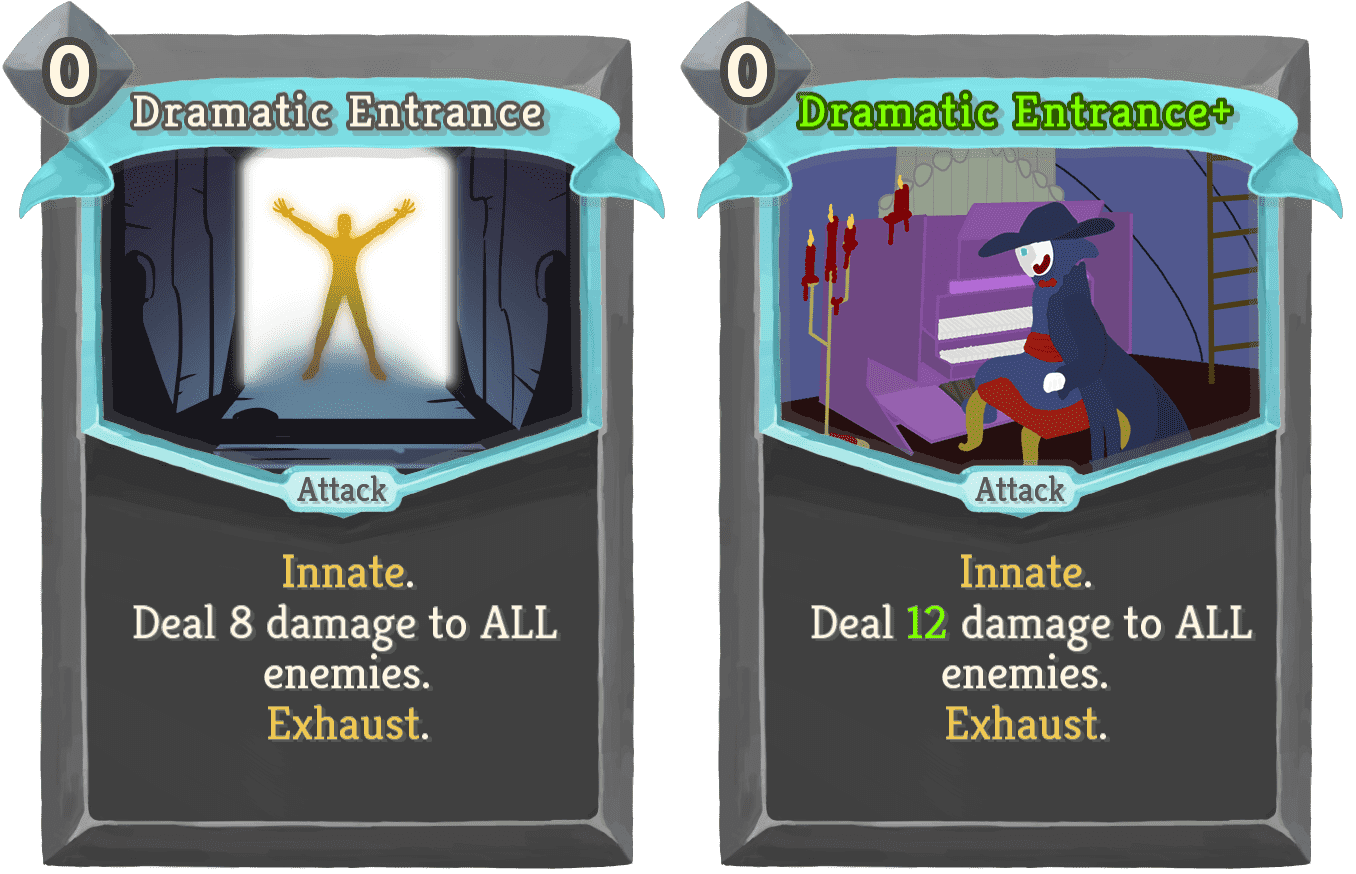 0
Dramatic Entrance
Attack
Innate.
Deal 8 damage to ALL
enemies.
Exhaust.
0
Dramatic Entrance+
Attack
Innate.
Deal 12 damage to ALL
enemies.
Exhaust.